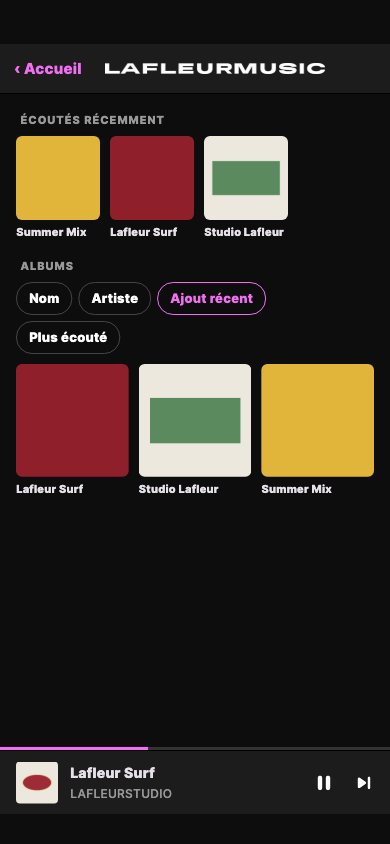 ‹ Accueil LAFLEURMUSIC
ÉCOUTÉS RÉCEMMENT
Summer Mix Lafleur Surf Studio Lafleur
ALBUMS
Nom Artiste Ajout récent
Plus écouté
Lafleur Surf Studio Lafleur Summer Mix
Lafleur Surf
LAFLEURSTUDIO